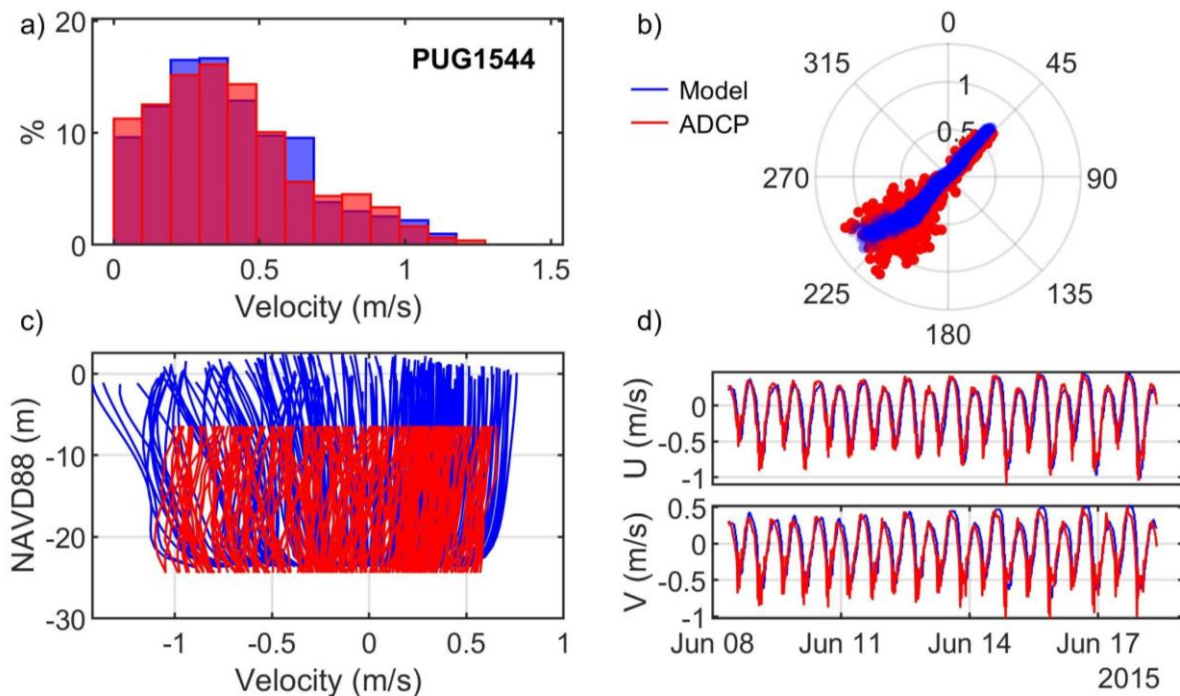 a)
20
10
0
%
PUG1544
0 0.5 1 1.5
Velocity (m/s)
b)
Model
ADCP
0
45
90
135
180
225
270
315
1
0.5
c)
0
-10
-20
-30
NAVD88 (m)
-1 -0.5 0 0.5 1
Velocity (m/s)
d)
0
-0.5
-1
U (m/s)
0.5
0
-0.5
-1
V (m/s)
Jun 08 Jun 11 Jun 14 Jun 17
2015